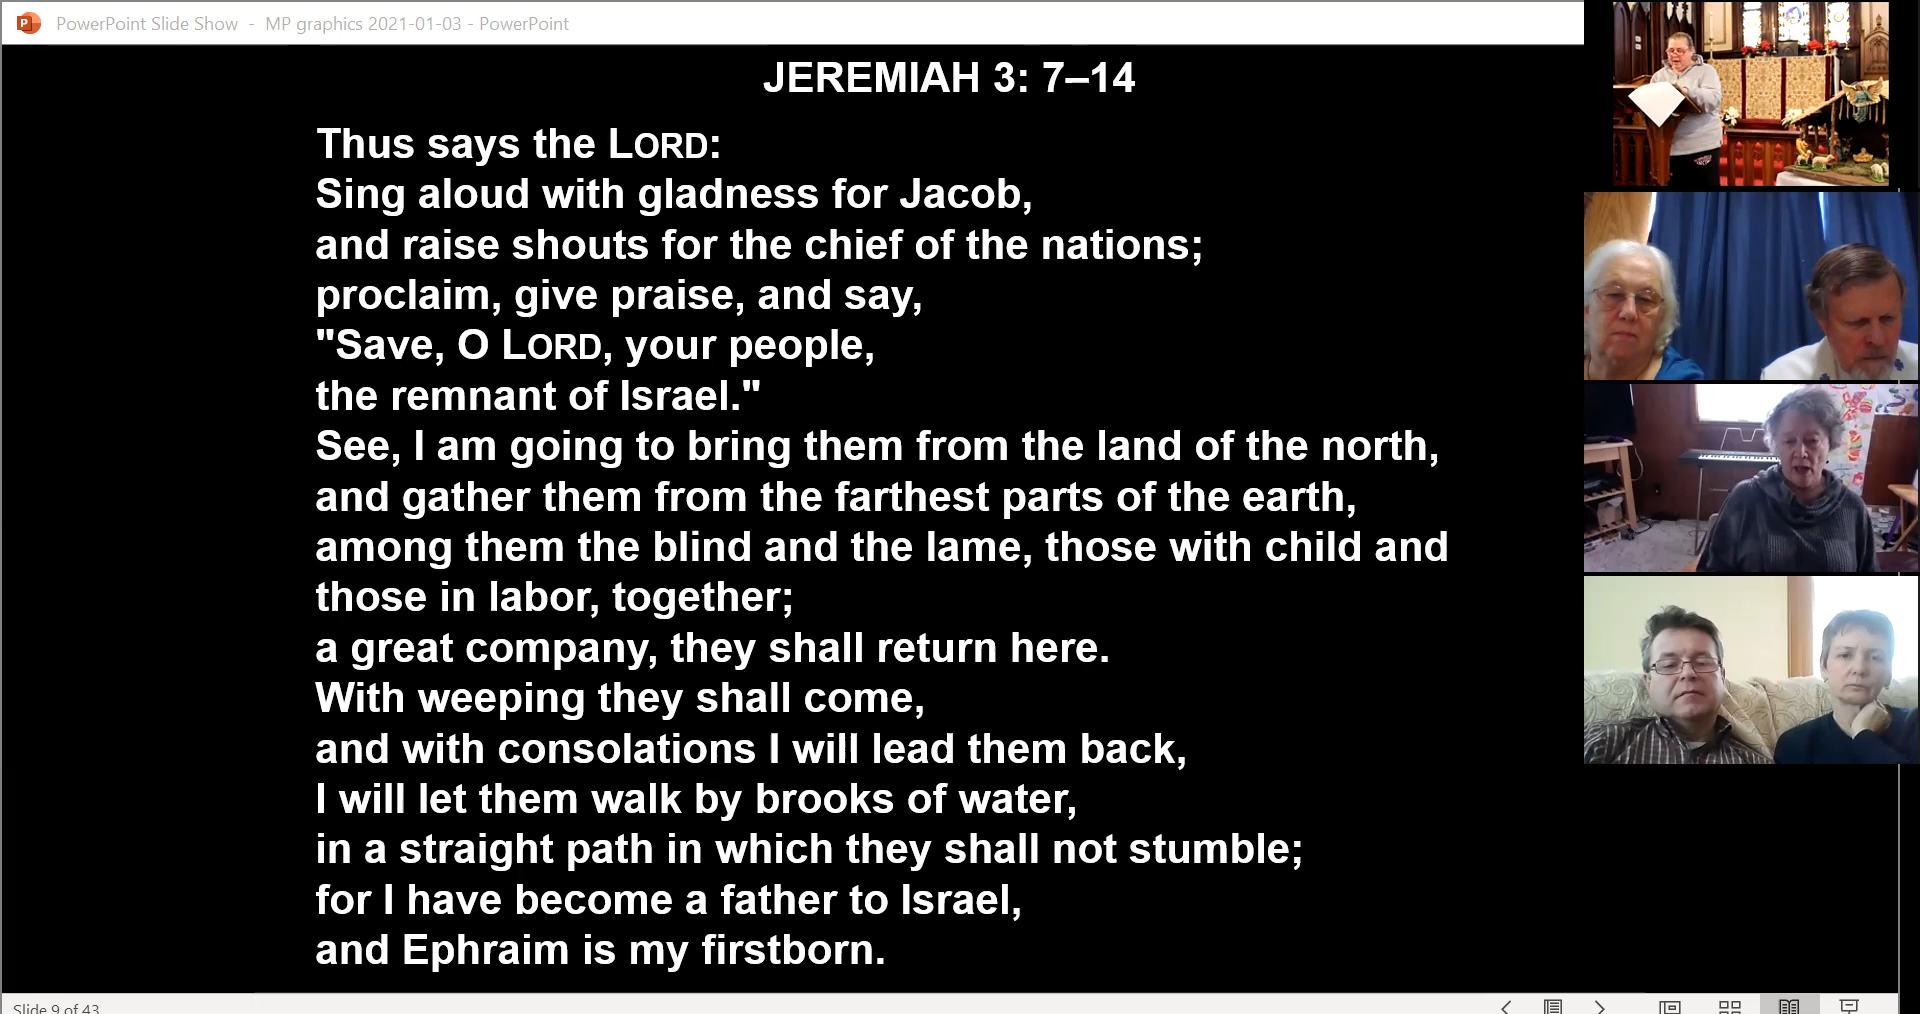 PowerPoint Slide Show - MP graphics 2021-01-03 - PowerPoint
JEREMIAH 3: 7–14
Thus says the LORD:
Sing aloud with gladness for Jacob,
and raise shouts for the chief of the nations;
proclaim, give praise, and say,
"Save, O LORD, your people,
the remnant of Israel."
See, I am going to bring them from the land of the north,
and gather them from the farthest parts of the earth,
among them the blind and the lame, those with child and
those in labor, together;
a great company, they shall return here.
With weeping they shall come,
and with consolations I will lead them back,
I will let them walk by brooks of water,
in a straight path in which they shall not stumble;
for I have become a father to Israel,
and Ephraim is my firstborn.
Slide 9 of 43